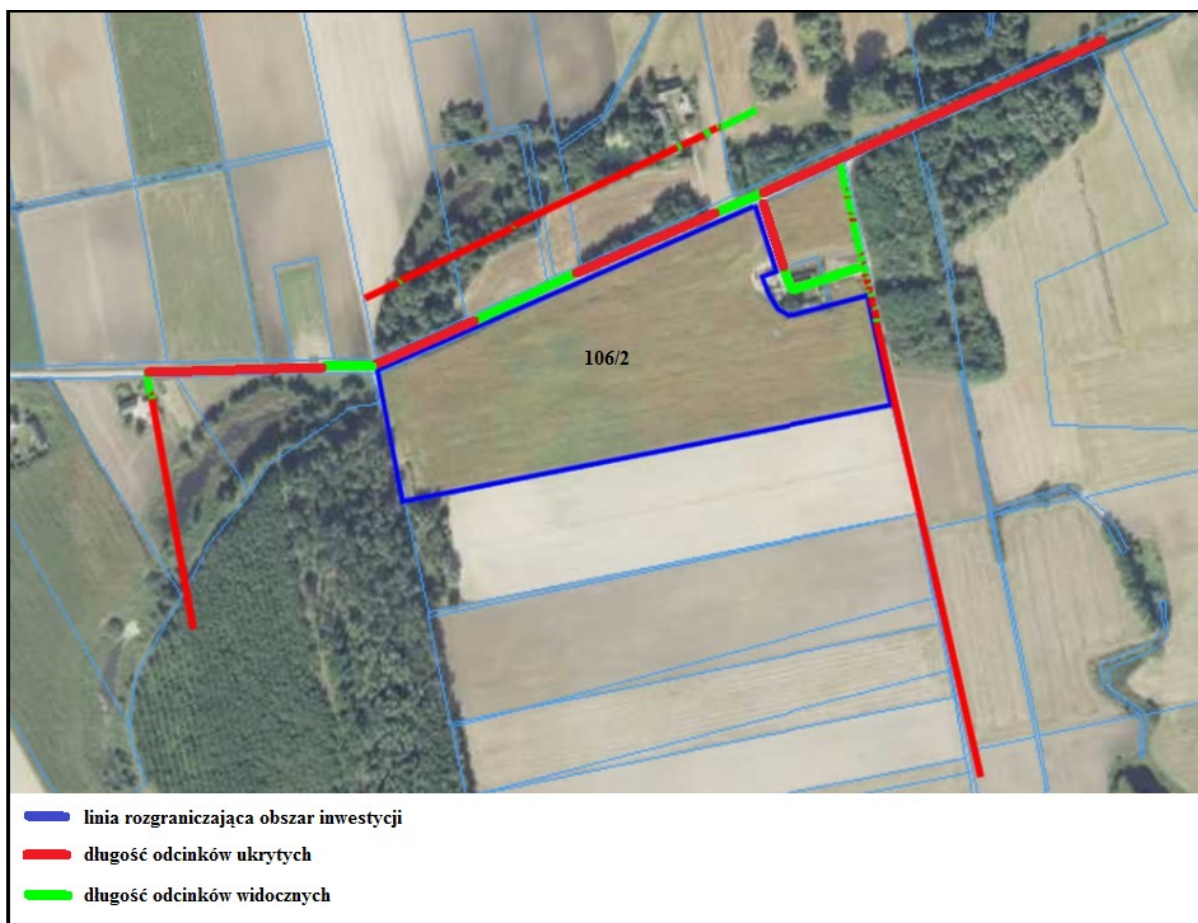 106/2
linia rozgraniczająca obszar inwestycji
długość odcinków ukrytych
długość odcinków widocznych